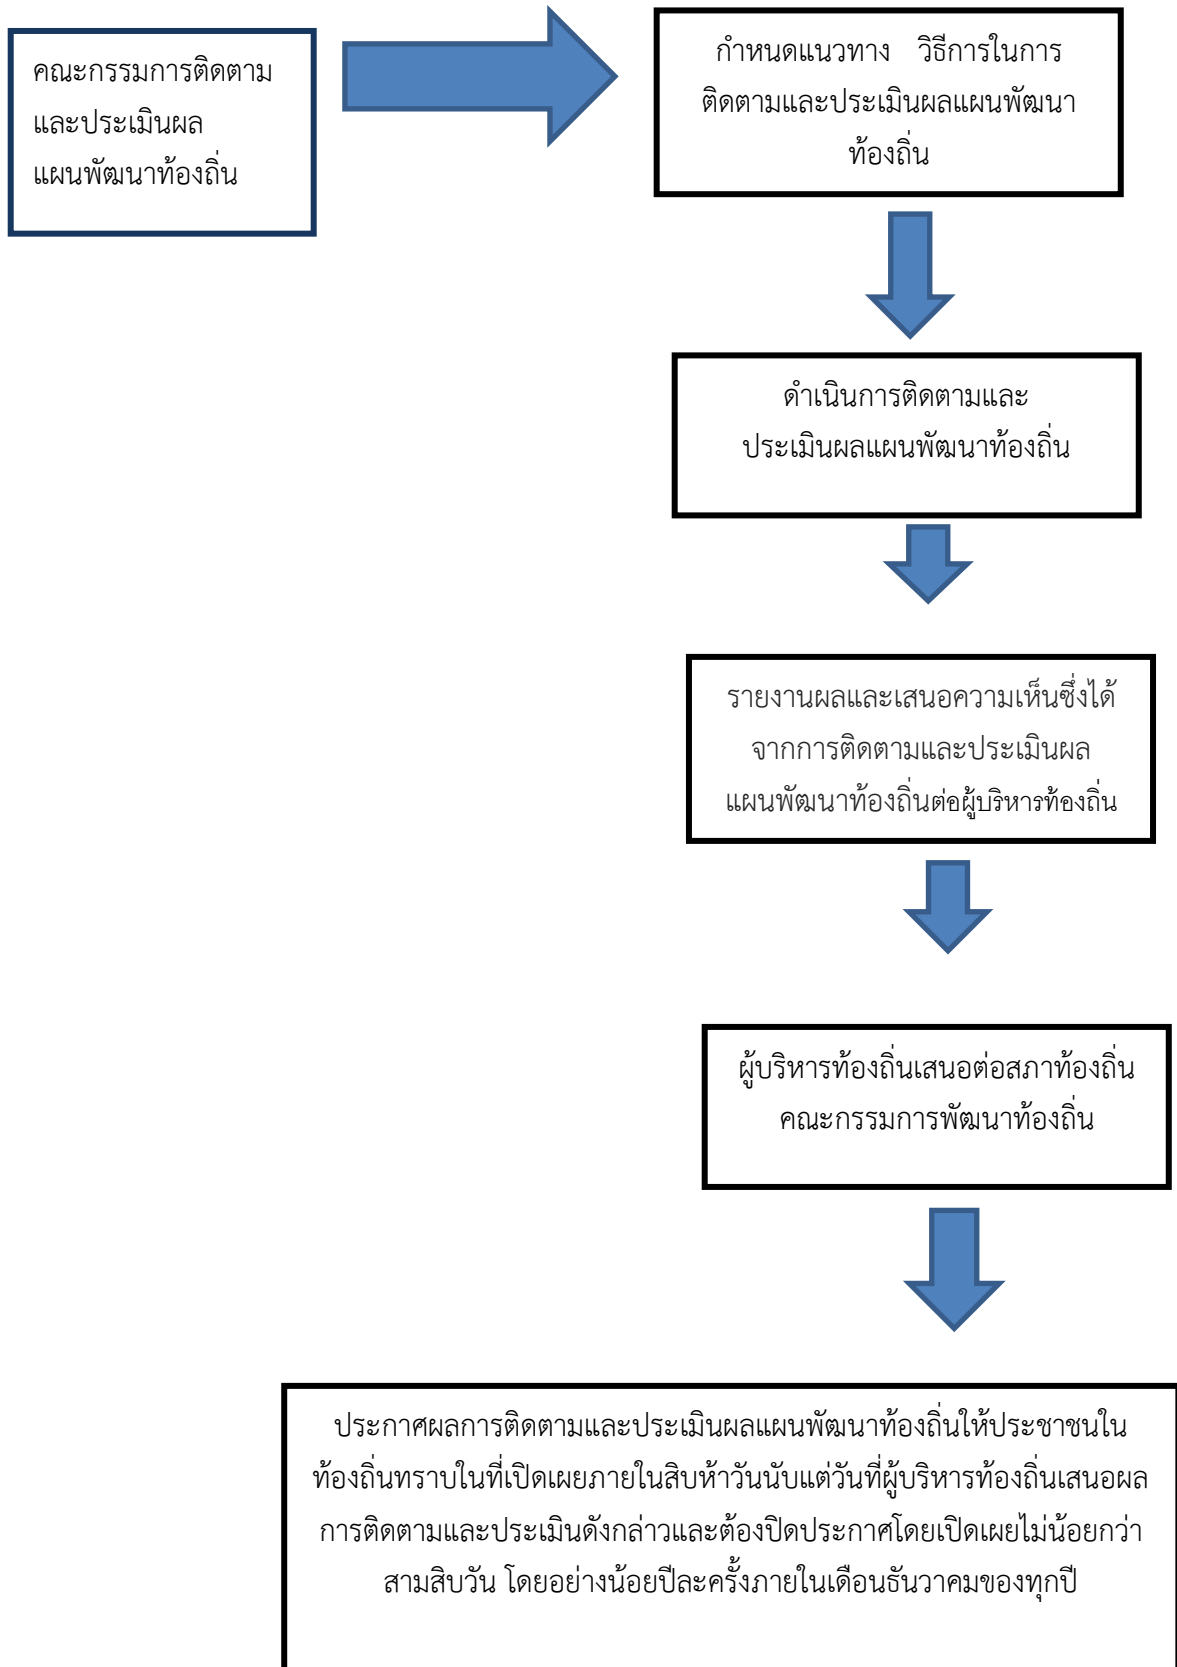 คณะกรรมการติดตาม
และประเมินผล
แผนพัฒนาท้องถิ่น
กำหนดแนวทาง วิธีการในการ
ติดตามและประเมินผลแผนพัฒนา
ท้องถิ่น
ดำเนินการติดตามและ
ประเมินผลแผนพัฒนาท้องถิ่น
รายงานผลและเสนอความเห็นซึ่งได้
จากการติดตามและประเมินผล
แผนพัฒนาท้องถิ่นต่อผู้บริหารท้องถิ่น
ผู้บริหารท้องถิ่นเสนอต่อสภาท้องถิ่น
คณะกรรมการพัฒนาท้องถิ่น
ประกาศผลการติดตามและประเมินผลแผนพัฒนาท้องถิ่นให้ประชาชนใน
ท้องถิ่นทราบในที่เปิดเผยภายในสิบห้าวันนับแต่วันที่ผู้บริหารท้องถิ่นเสนอผล
การติดตามและประเมินดังกล่าวและต้องปิดประกาศโดยเปิดเผยไม่น้อยกว่า
สามสิบวัน โดยอย่างน้อยปีละครั้งภายในเดือนธันวาคมของทุกปี